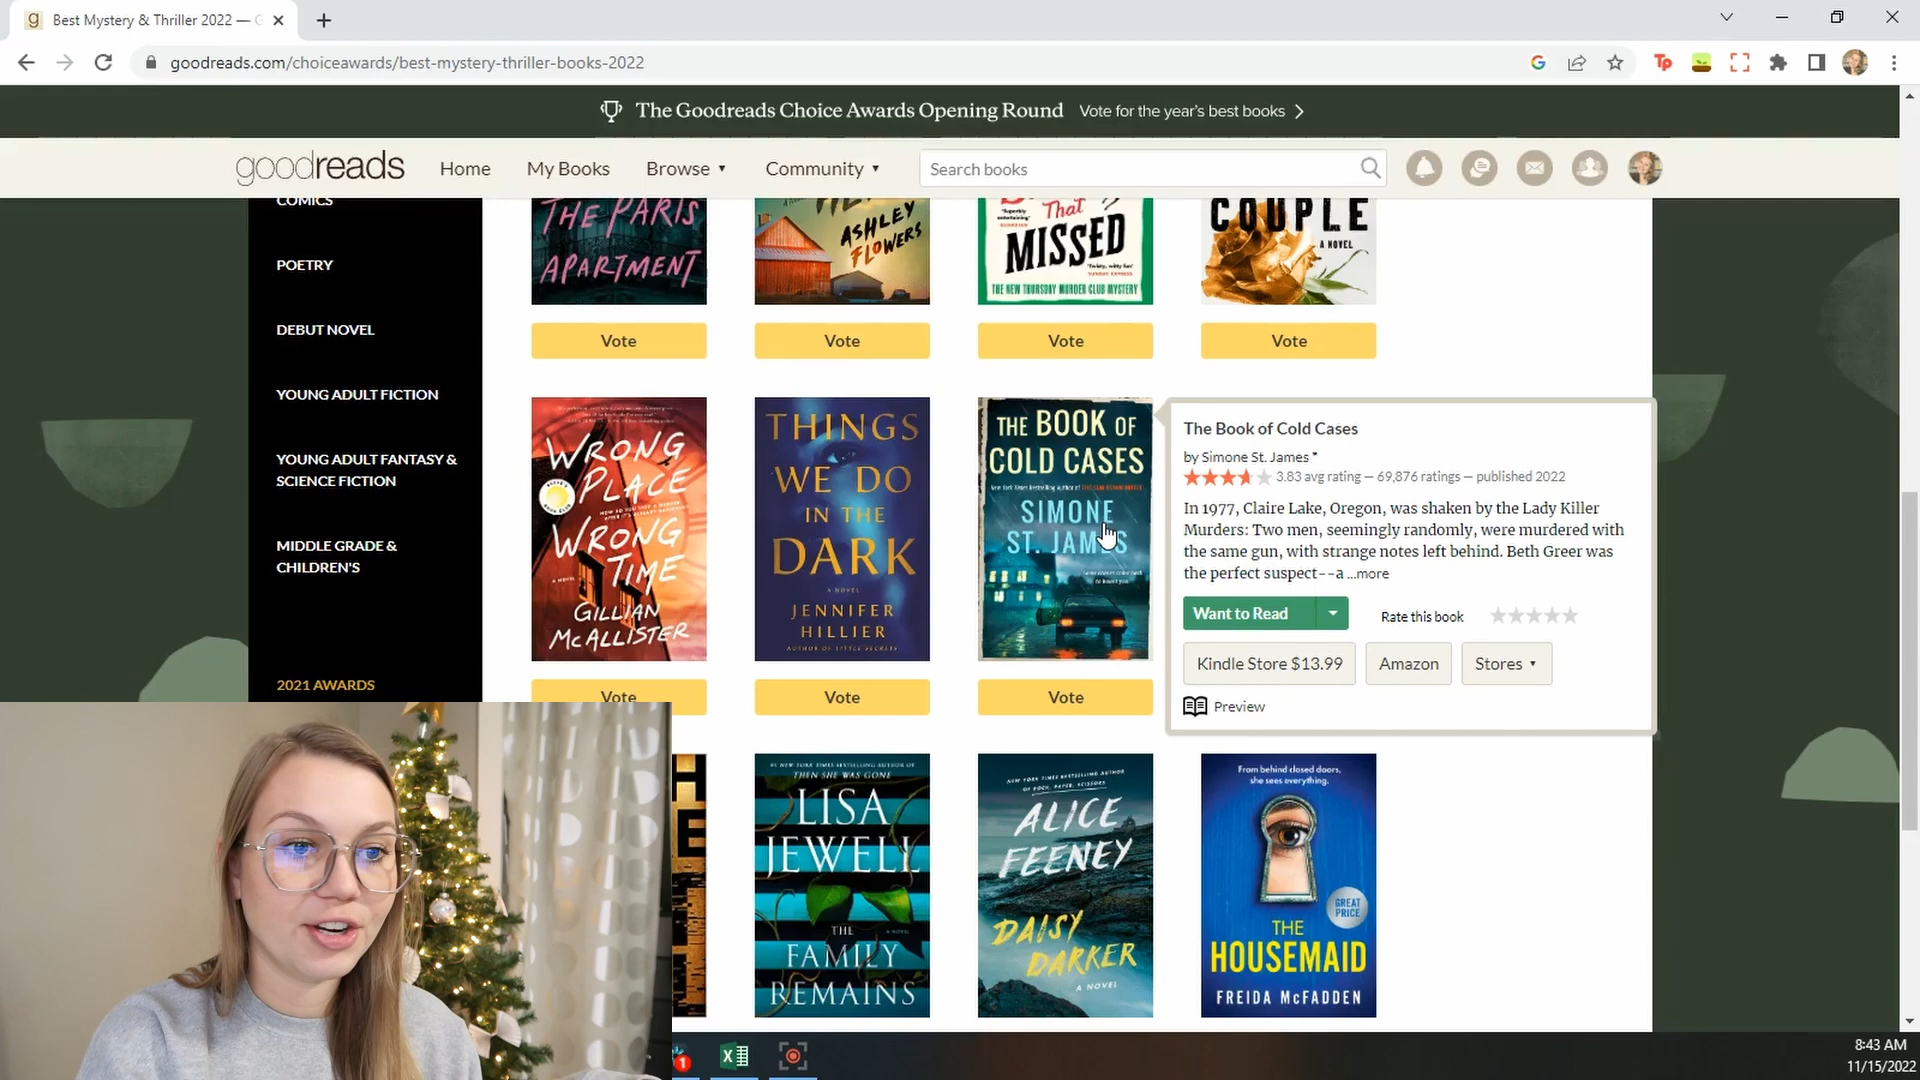 Best Mystery & Thriller 2022 — G
goodreads.com/choiceawards/best-mystery-thriller-books-2022
The Goodreads Choice Awards Opening Round Vote for the year's best books
goodreads Home My Books Browse Community Search books
COMICS
POETRY
DEBUT NOVEL
YOUNG ADULT FICTION
YOUNG ADULT FANTASY &
SCIENCE FICTION
MIDDLE GRADE &
CHILDREN'S
2021 AWARDS
THE PARIS
APARTMENT
ASHLEY
FLOWERS
That
MISSED
THE NEW THURSDAY MURDER CLUB MYSTERY
COUPLE
A NOVEL
Vote Vote Vote Vote
WRONG
PLACE
WRONG
TIME
A NOVEL
GILLIAN
McALLISTER
THINGS
WE DO
IN THE
DARK
A NOVEL
JENNIFER
HILLIER
AUTHOR OF LITTLE SECRETS
THE BOOK OF
COLD CASES
SIMONE
ST. JAMES
The Book of Cold Cases
by Simone St. James *
3.83 avg rating — 69,876 ratings — published 2022
In 1977, Claire Lake, Oregon, was shaken by the Lady Killer
Murders: Two men, seemingly randomly, were murdered with
the same gun, with strange notes left behind. Beth Greer was
the perfect suspect--a ...more
Want to Read Rate this book
Kindle Store $13.99 Amazon Stores
Preview
Vote Vote Vote
#1 NEW YORK TIMES BESTSELLING AUTHOR OF
THEN SHE WAS GONE
LISA
JEWELL
THE
A NOVEL
FAMILY
REMAINS
NEW YORK TIMES BESTSELLING AUTHOR
OF ROCK, PAPER, SCISSORS
ALICE
FEENEY
DAISY
DARKER
A NOVEL
From behind closed doors,
she sees everything.
GREAT
PRICE
THE
HOUSEMAID
FREIDA McFADDEN
1
8:43 AM
11/15/2022